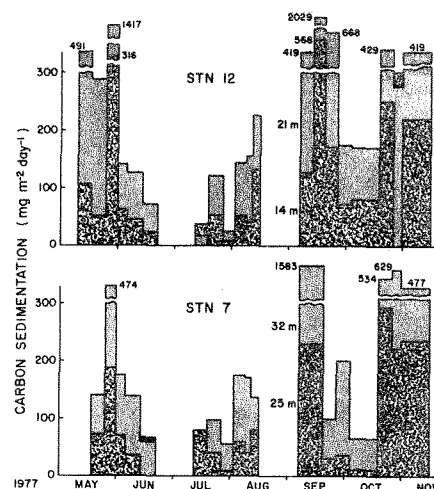 1417
491
316
2029
568
668
419
429
419
300
STN 12
200
21 m
100
14 m
0
CARBON SEDIMENTATION ( mg m-2 day-1 )
1583
629
534
477
474
300
STN 7
32 m
200
25 m
100
0
1977 MAY JUN JUL AUG SEP OCT NOV